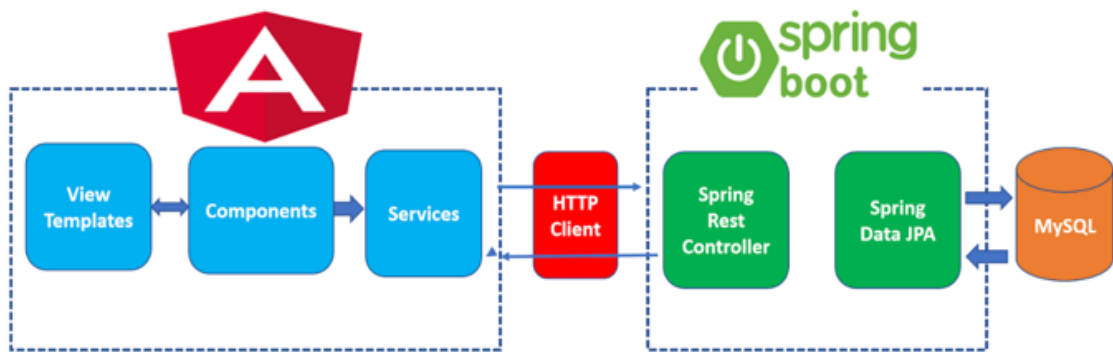 A
spring
boot
View
Templates
Components
Services
HTTP
Client
Spring
Rest
Controller
Spring
Data JPA
MySQL